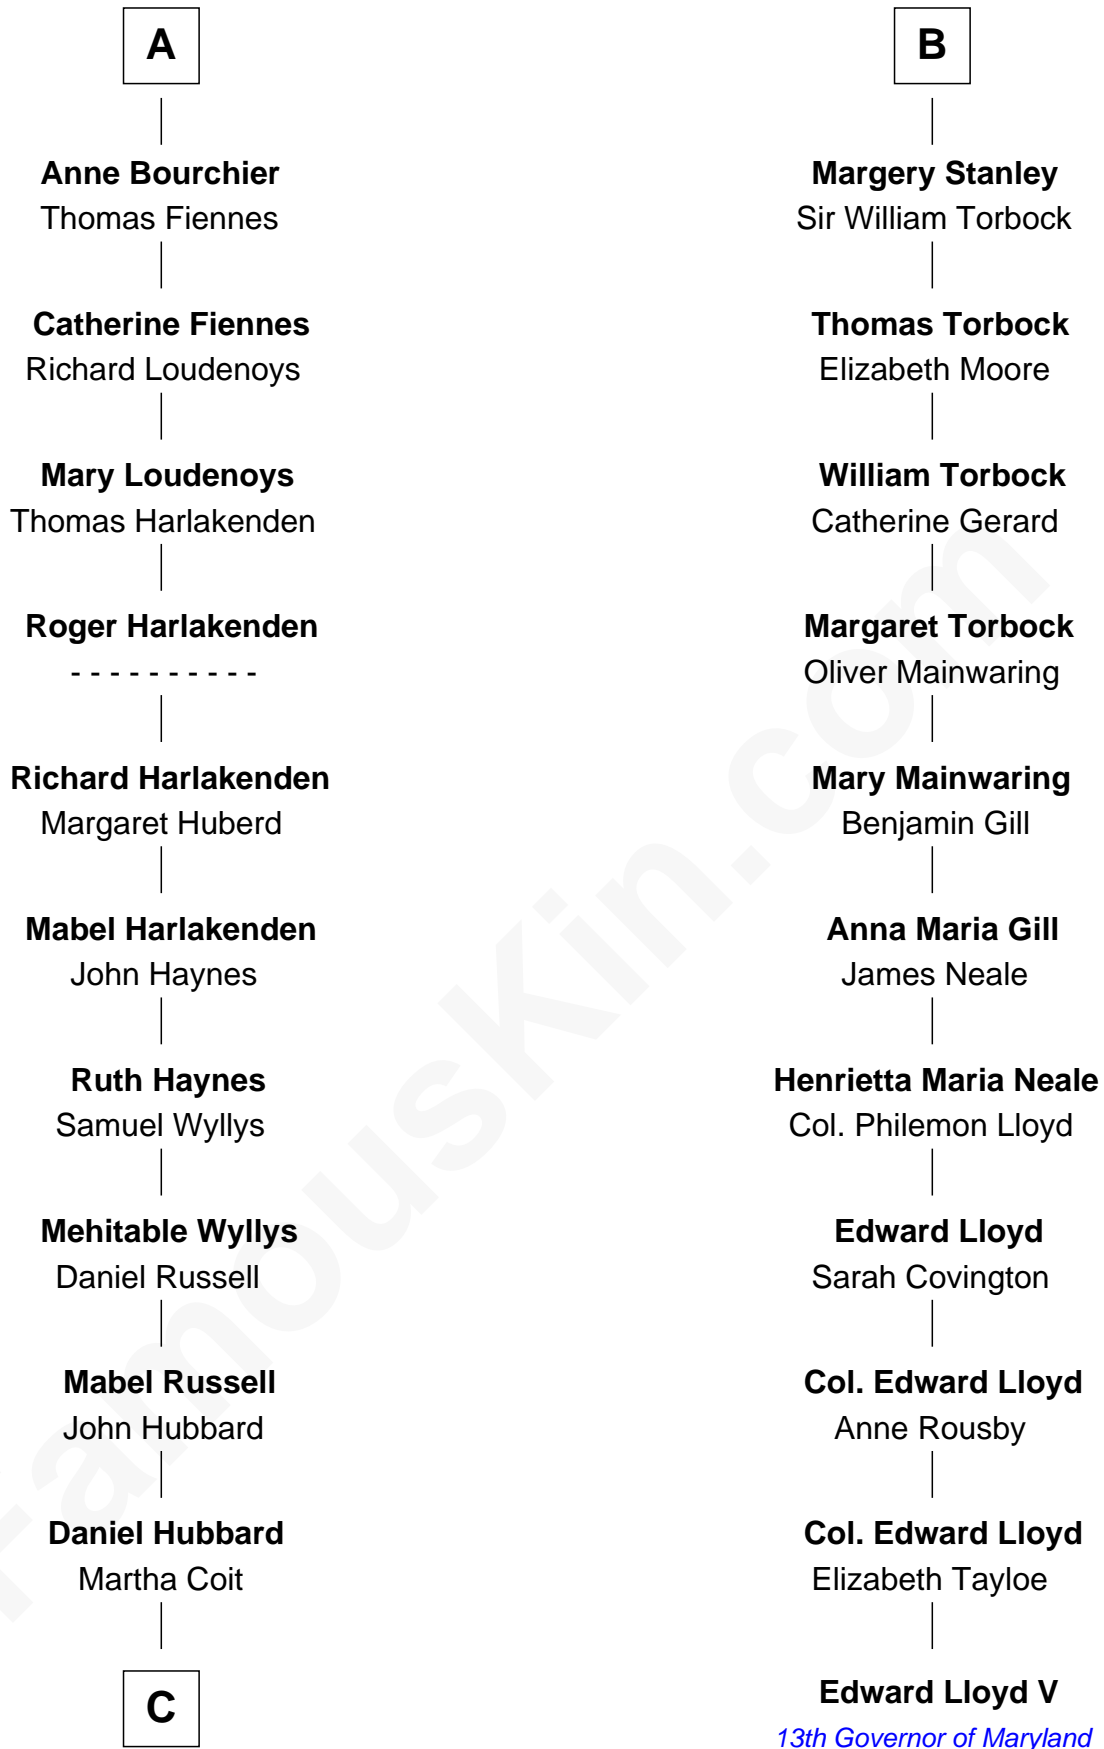 A
Anne Bourchier
Thomas Fiennes
Catherine Fiennes
Richard Loudenoys
Mary Loudenoys
Thomas Harlakenden
Roger Harlakenden
- - - - - - - - - -
Richard Harlakenden
Margaret Huberd
Mabel Harlakenden
John Haynes
Ruth Haynes
Samuel Wyllys
Mehitable Wyllys
Daniel Russell
Mabel Russell
John Hubbard
Daniel Hubbard
Martha Coit
C
B
Margery Stanley
Sir William Torbock
Thomas Torbock
Elizabeth Moore
William Torbock
Catherine Gerard
Margaret Torbock
Oliver Mainwaring
Mary Mainwaring
Benjamin Gill
Anna Maria Gill
James Neale
Henrietta Maria Neale
Col. Philemon Lloyd
Edward Lloyd
Sarah Covington
Col. Edward Lloyd
Anne Rousby
Col. Edward Lloyd
Elizabeth Tayloe
Edward Lloyd V
13th Governor of Maryland
FamousKin.com